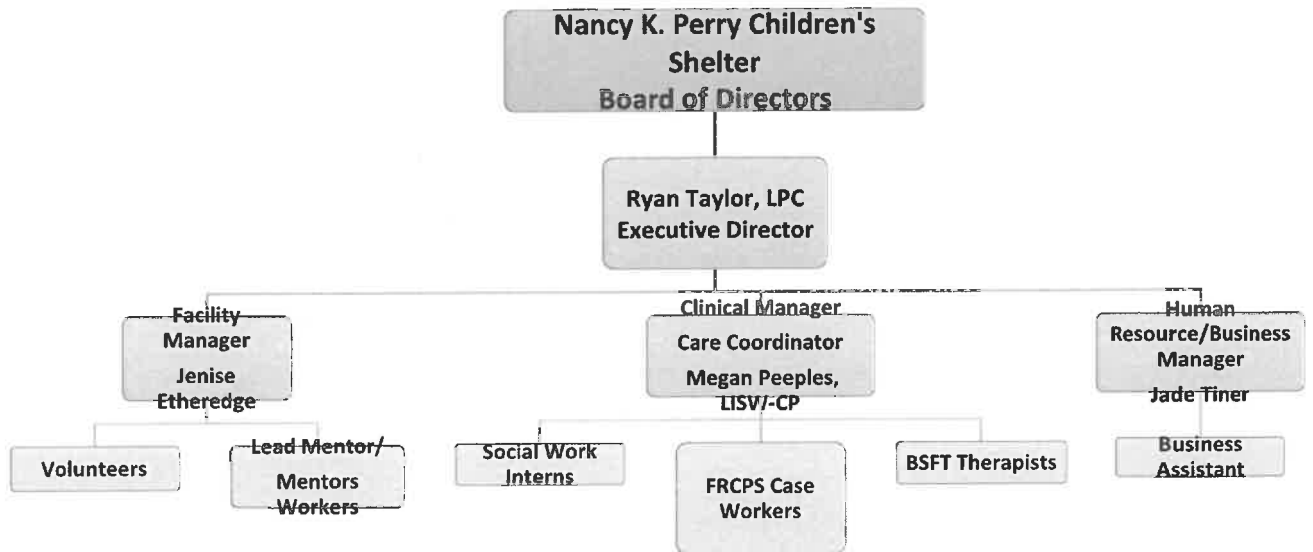 Nancy K. Perry Children's
Shelter
Board of Directors
Ryan Taylor, LPC
Executive Director
Facility
Manager
Jenise
Etheredge
Clinical Manager
Care Coordinator
Megan Peeples,
LISV/-CP
Human
Resource/Business
Manager
Jade Tiner
Volunteers
Lead Mentor/
Mentors
Workers
Social Work
Interns
FRCPS Case
Workers
BSFT Therapists
Business
Assistant